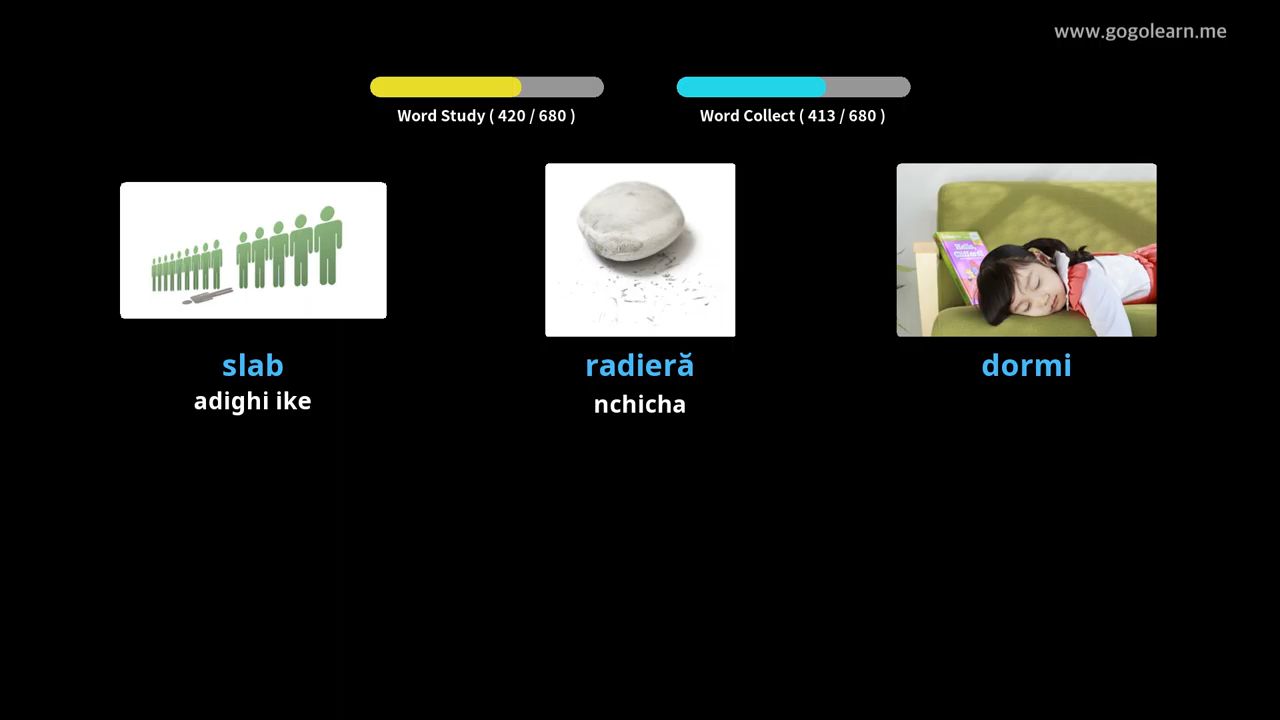 www.gogolearn.me
Word Study ( 420 / 680 )
Word Collect ( 413 / 680 )
slab
radieră
dormi
adighi ike
nchicha